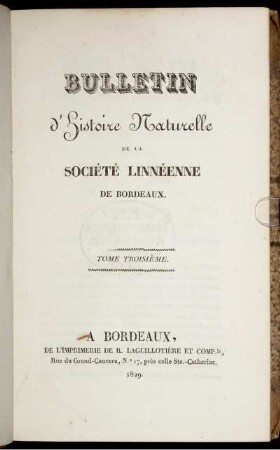 BULLETIN
d'Histoire Naturelle
DE LA
SOCIÉTÉ LINNÉENNE
DE BORDEAUX.
TOME TROISIÈME.
A BORDEAUX,
DE L'IMPRIMERIE DE R. LAGUILLOTIÈRE ET COMP.ie,
Rue du Grand-Cancera, N.º 17, près celle Ste.-Catherine.
1829.